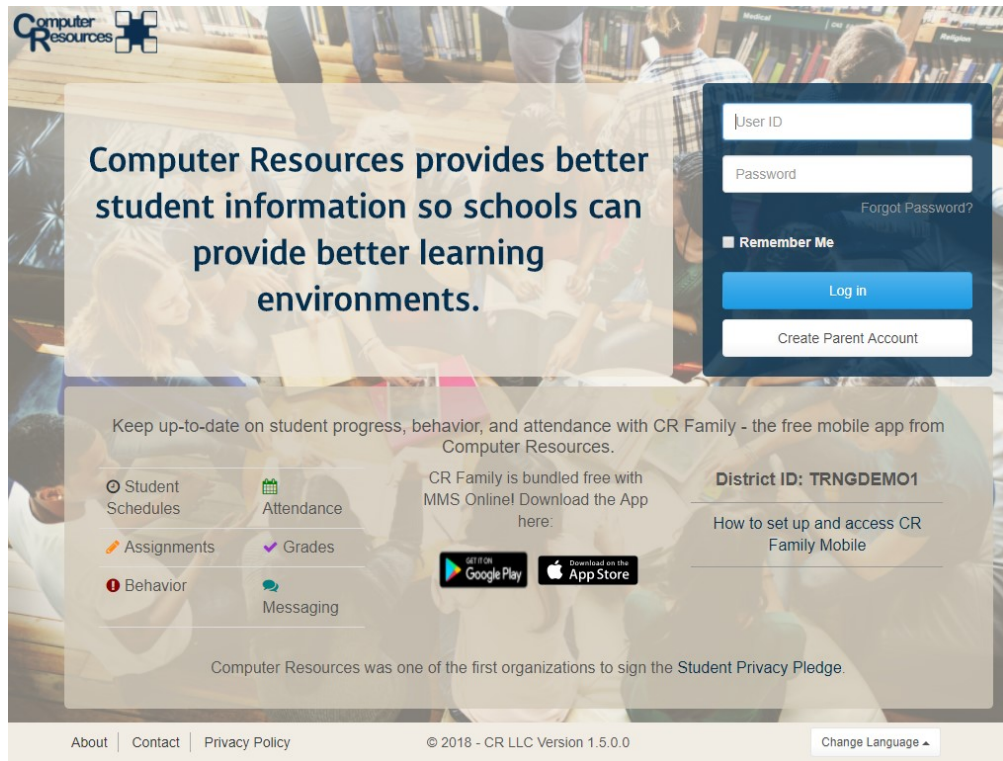 Computer
Resources
Medical
Religion
User ID
Password
Forgot Password?
Remember Me
Log in
Create Parent Account
Computer Resources provides better
student information so schools can
provide better learning
environments.
Keep up-to-date on student progress, behavior, and attendance with CR Family - the free mobile app from
Computer Resources.
Student
Schedules
Attendance
Assignments
Grades
Behavior
Messaging
CR Family is bundled free with
MMS Online! Download the App
here:
GET IT ON
Google Play
Download on the
App Store
District ID: TRNGDEMO1
How to set up and access CR
Family Mobile
Computer Resources was one of the first organizations to sign the Student Privacy Pledge.
About
Contact
Privacy Policy
© 2018 - CR LLC Version 1.5.0.0
Change Language